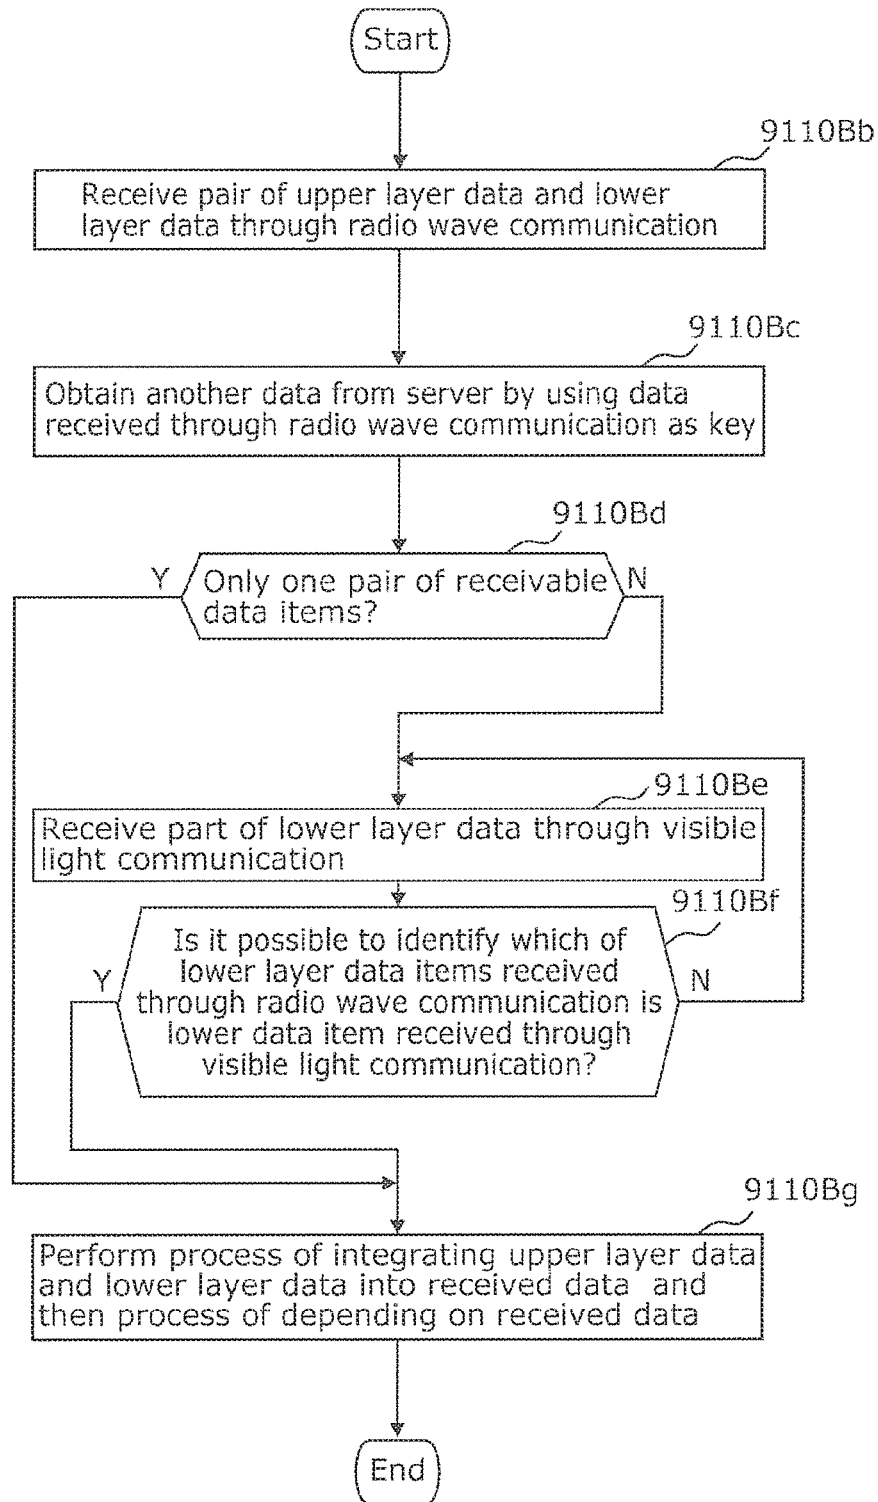 Start
9110Bb
Receive pair of upper layer data and lower
layer data through radio wave communication
9110Bc
Obtain another data from server by using data
received through radio wave communication as key
9110Bd
Y
Only one pair of receivable
data items?
N
9110Be
Receive part of lower layer data through visible
light communication
9110Bf
Is it possible to identify which of
lower layer data items received
through radio wave communication is
lower data item received through
visible light communication?
Y
N
9110Bg
Perform process of integrating upper layer data
and lower layer data into received data and
then process of depending on received data
End